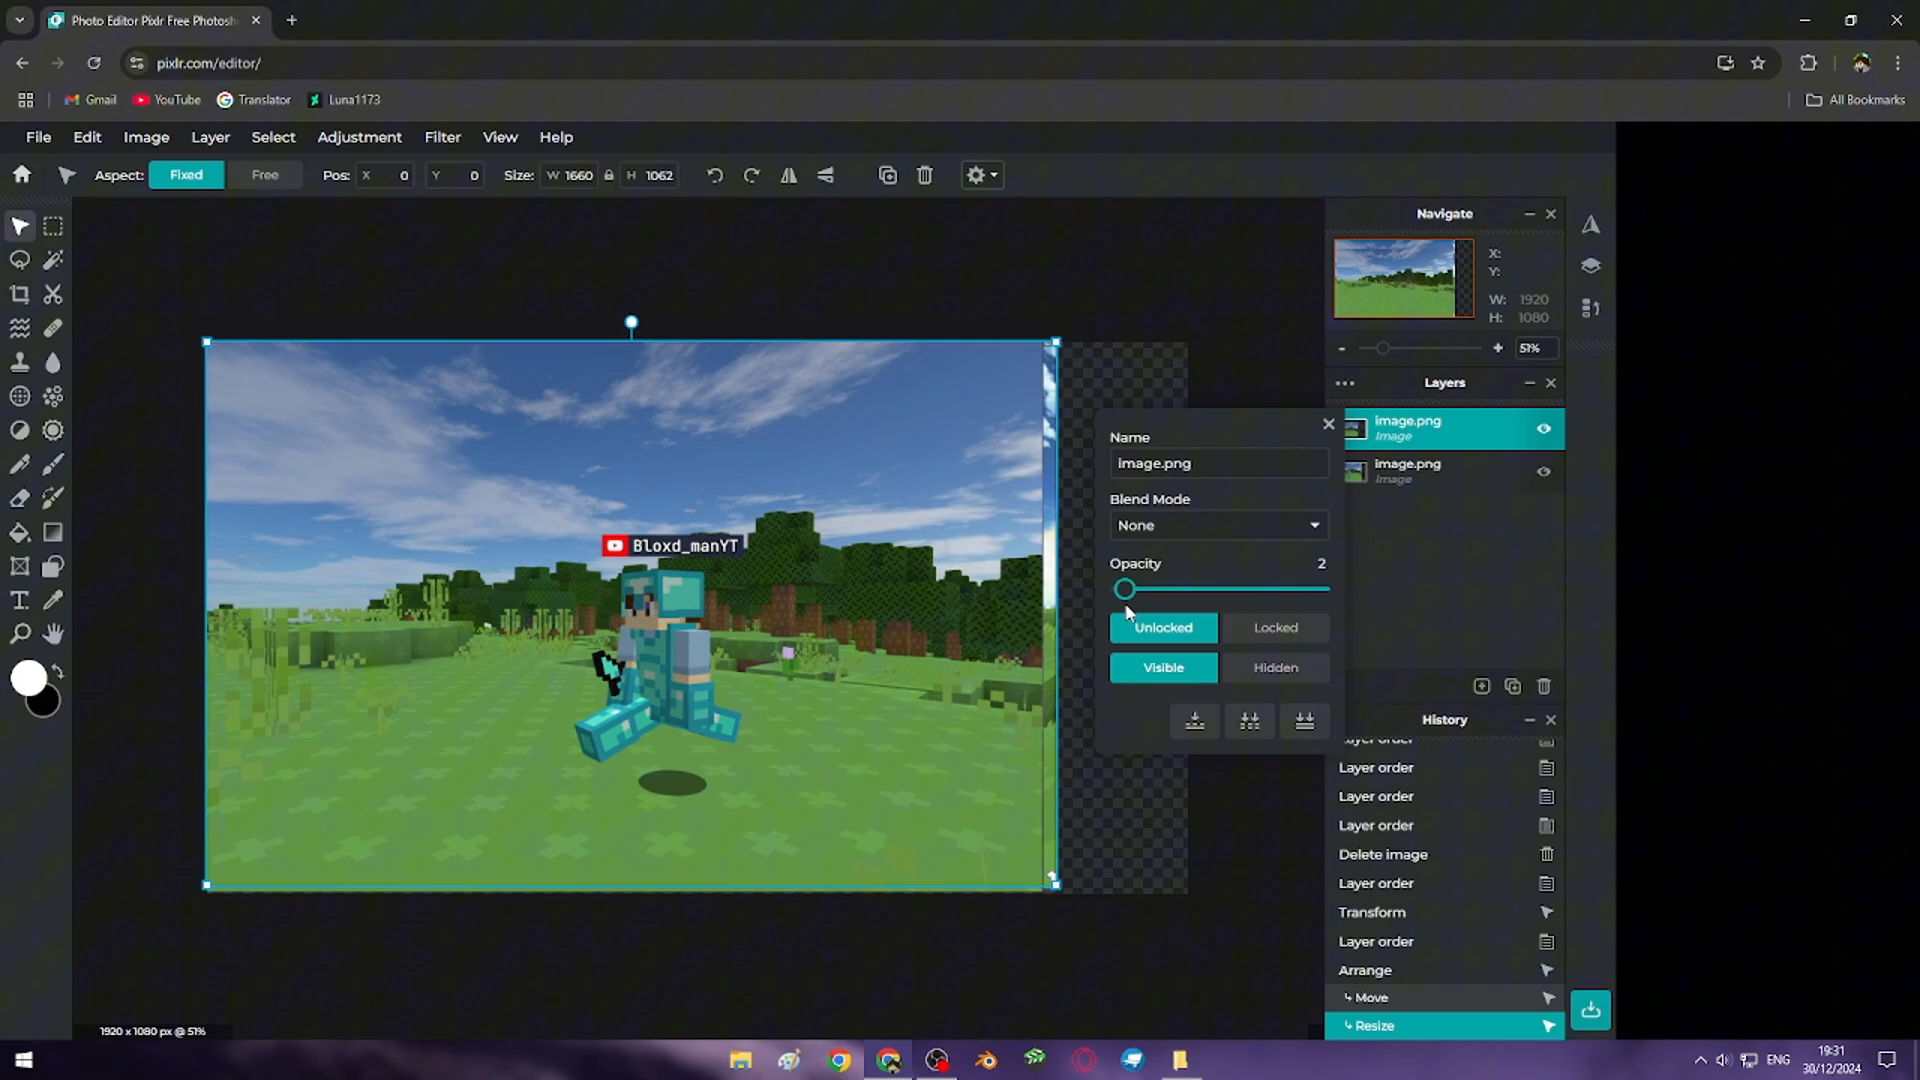 Photo Editor Pixlr Free Photosh
pixlr.com/editor/
Gmail YouTube Translator Luna1173 All Bookmarks
File Edit Image Layer Select Adjustment Filter View Help
Aspect: Fixed Free Pos: X 0 Y 0 Size: W 1660 H 1062
Navigate
X:
Y:
W: 1920
H: 1080
51%
Layers
image.png
Image
image.png
Image
Name
image.png
Blend Mode
None
Opacity 2
Unlocked Locked
Visible Hidden
Bloxd_manYT
History
Layer order
Layer order
Layer order
Layer order
Delete image
Layer order
Transform
Layer order
Arrange
Move
Resize
1920 x 1080 px @ 51%
ENG
19:31
30/12/2024